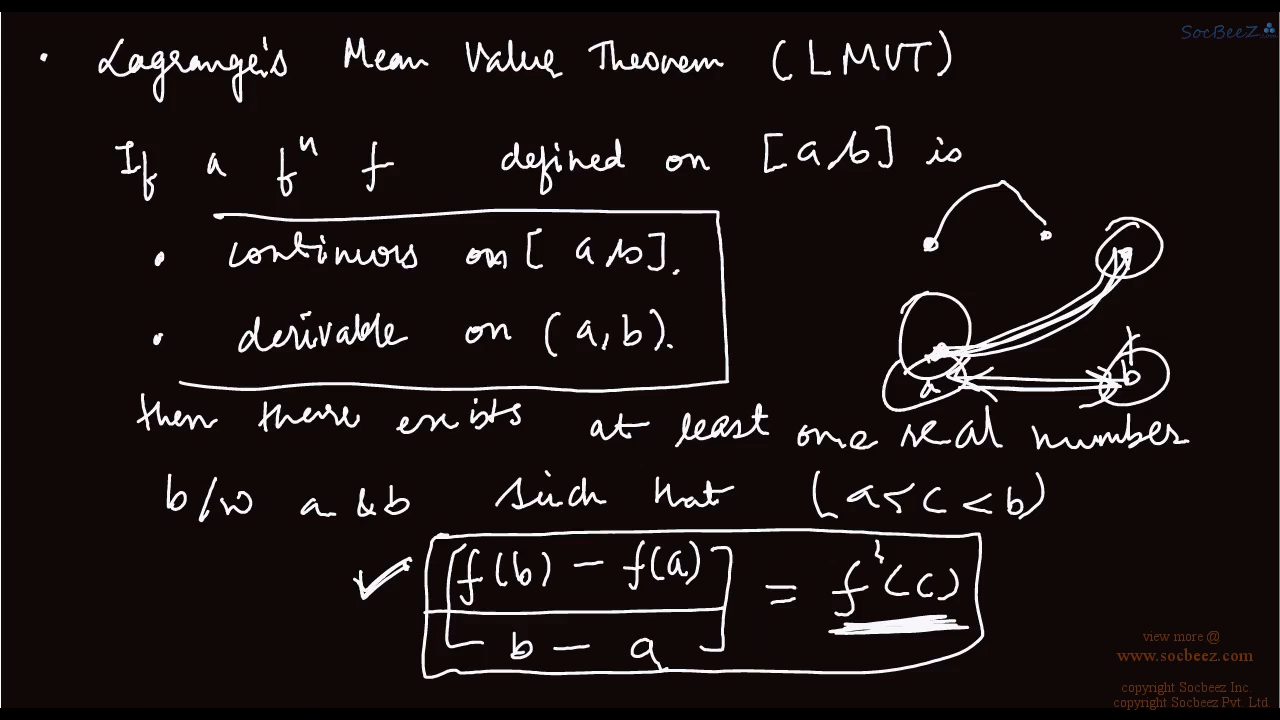 SocBeeZ
• Lagrange's Mean Value Theorem (LMVT)
If a fⁿ f defined on [a, b] is
• continuous on [a, b].
• derivable on (a, b).
a b
then there exists at least one real number
b/w a & b such that (a < c < b)
[f(b) - f(a) / b - a] = f'(c)
view more @
www.socbeez.com
copyright Socbeez Inc.
copyright Socbeez Pvt. Ltd.